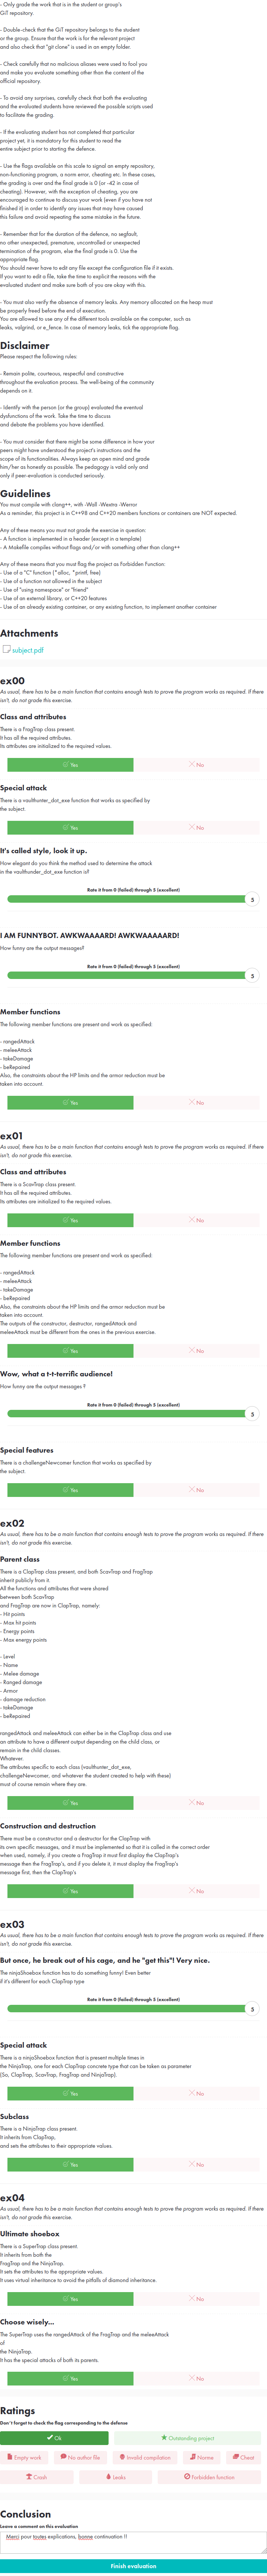 - Only grade the work that is in the student or group's
GiT repository.
- Double-check that the GiT repository belongs to the student
or the group. Ensure that the work is for the relevant project
and also check that "git clone" is used in an empty folder.
- Check carefully that no malicious aliases were used to fool you
and make you evaluate something other than the content of the
official repository.
- To avoid any surprises, carefully check that both the evaluating
and the evaluated students have reviewed the possible scripts used
to facilitate the grading.
- If the evaluating student has not completed that particular
project yet, it is mandatory for this student to read the
entire subject prior to starting the defence.
- Use the flags available on this scale to signal an empty repository,
non-functioning program, a norm error, cheating etc. In these cases,
the grading is over and the final grade is 0 (or -42 in case of
cheating). However, with the exception of cheating, you are
encouraged to continue to discuss your work (even if you have not
finished it) in order to identify any issues that may have caused
this failure and avoid repeating the same mistake in the future.
- Remember that for the duration of the defence, no segfault,
no other unexpected, premature, uncontrolled or unexpected
termination of the program, else the final grade is 0. Use the
appropriate flag.
You should never have to edit any file except the configuration file if it exists.
If you want to edit a file, take the time to explicit the reasons with the
evaluated student and make sure both of you are okay with this.
- You must also verify the absence of memory leaks. Any memory allocated on the heap must
be properly freed before the end of execution.
You are allowed to use any of the different tools available on the computer, such as
leaks, valgrind, or e_fence. In case of memory leaks, tick the appropriate flag.
Disclaimer
Please respect the following rules:
- Remain polite, courteous, respectful and constructive
throughout the evaluation process. The well-being of the community
depends on it.
- Identify with the person (or the group) evaluated the eventual
dysfunctions of the work. Take the time to discuss
and debate the problems you have identified.
- You must consider that there might be some difference in how your
peers might have understood the project's instructions and the
scope of its functionalities. Always keep an open mind and grade
him/her as honestly as possible. The pedagogy is valid only and
only if peer-evaluation is conducted seriously.
Guidelines
You must compile with clang++, with -Wall -Wextra -Werror
As a reminder, this project is in C++98 and C++20 members functions or containers are NOT expected.
Any of these means you must not grade the exercise in question:
- A function is implemented in a header (except in a template)
- A Makefile compiles without flags and/or with something other than clang++
Any of these means that you must flag the project as Forbidden Function:
- Use of a "C" function (*alloc, *printf, free)
- Use of a function not allowed in the subject
- Use of "using namespace" or "friend"
- Use of an external library, or C++20 features
- Use of an already existing container, or any existing function, to implement another container
Attachments
subject.pdf
ex00
As usual, there has to be a main function that contains enough tests to prove the program works as required. If there
isn't, do not grade this exercise.
Class and attributes
There is a FragTrap class present.
It has all the required attributes.
Its attributes are initialized to the required values.
Yes
No
Special attack
There is a vaulthunter_dot_exe function that works as specified by
the subject.
Yes
No
It's called style, look it up.
How elegant do you think the method used to determine the attack
in the vaulthunder_dot_exe function is?
Rate it from 0 (failed) through 5 (excellent)
5
I AM FUNNYBOT. AWKWAAAARD! AWKWAAAAARD!
How funny are the output messages?
Rate it from 0 (failed) through 5 (excellent)
5
Member functions
The following member functions are present and work as specified:
- rangedAttack
- meleeAttack
- takeDamage
- beRepaired
Also, the constraints about the HP limits and the armor reduction must be
taken into account.
Yes
No
ex01
As usual, there has to be a main function that contains enough tests to prove the program works as required. If there
isn't, do not grade this exercise.
Class and attributes
There is a ScavTrap class present.
It has all the required attributes.
Its attributes are initialized to the required values.
Yes
No
Member functions
The following member functions are present and work as specified:
- rangedAttack
- meleeAttack
- takeDamage
- beRepaired
Also, the constraints about the HP limits and the armor reduction must be
taken into account.
The outputs of the constructor, destructor, rangedAttack and
meleeAttack must be different from the ones in the previous exercise.
Yes
No
Wow, what a t-t-terrific audience!
How funny are the output messages ?
Rate it from 0 (failed) through 5 (excellent)
5
Special features
There is a challengeNewcomer function that works as specified by
the subject.
Yes
No
ex02
As usual, there has to be a main function that contains enough tests to prove the program works as required. If there
isn't, do not grade this exercise.
Parent class
There is a ClapTrap class present, and both ScavTrap and FragTrap
inherit publicly from it.
All the functions and attributes that were shared
between both ScavTrap
and FragTrap are now in ClapTrap, namely:
- Hit points
- Max hit points
- Energy points
- Max energy points
- Level
- Name
- Melee damage
- Ranged damage
- Armor
- damage reduction
- takeDamage
- beRepaired
rangedAttack and meleeAttack can either be in the ClapTrap class and use
an attribute to have a different output depending on the child class, or
remain in the child classes.
Whatever.
The attributes specific to each class (vaulthunter_dot_exe,
challengeNewcomer, and whatever the student created to help with these)
must of course remain where they are.
Yes
No
Construction and destruction
There must be a constructor and a destructor for the ClapTrap with
its own specific messages, and it must be implemented so that it is called in the correct order
when used, namely, if you create a FragTrap it must first display the ClapTrap's
message then the FragTrap's, and if you delete it, it must display the FragTrap's
message first, then the ClapTrap's
Yes
No
ex03
As usual, there has to be a main function that contains enough tests to prove the program works as required. If there
isn't, do not grade this exercise.
But once, he break out of his cage, and he "get this"! Very nice.
The ninjaShoebox function has to do something funny! Even better
if it's different for each ClapTrap type
Rate it from 0 (failed) through 5 (excellent)
5
Special attack
There is a ninjaShoebox function that is present multiple times in
the NinjaTrap, one for each ClapTrap concrete type that can be taken as parameter
(So, ClapTrap, ScavTrap, FragTrap and NinjaTrap).
Yes
No
Subclass
There is a NinjaTrap class present.
It inherits from ClapTrap,
and sets the attributes to their appropriate values.
Yes
No
ex04
As usual, there has to be a main function that contains enough tests to prove the program works as required. If there
isn't, do not grade this exercise.
Ultimate shoebox
There is a SuperTrap class present.
It inherits from both the
FragTrap and the NinjaTrap.
It sets the attributes to the appropriate values.
It uses virtual inheritance to avoid the pitfalls of diamond inheritance.
Yes
No
Choose wisely...
The SuperTrap uses the rangedAttack of the FragTrap and the meleeAttack
of
the NinjaTrap.
It has the special attacks of both its parents.
Yes
No
Ratings
Don't forget to check the flag corresponding to the defense
Ok
Outstanding project
Empty work
No author file
Invalid compilation
Norme
Cheat
Crash
Leaks
Forbidden function
Conclusion
Leave a comment on this evaluation
Merci pour toutes explications, bonne continuation !!
Finish evaluation